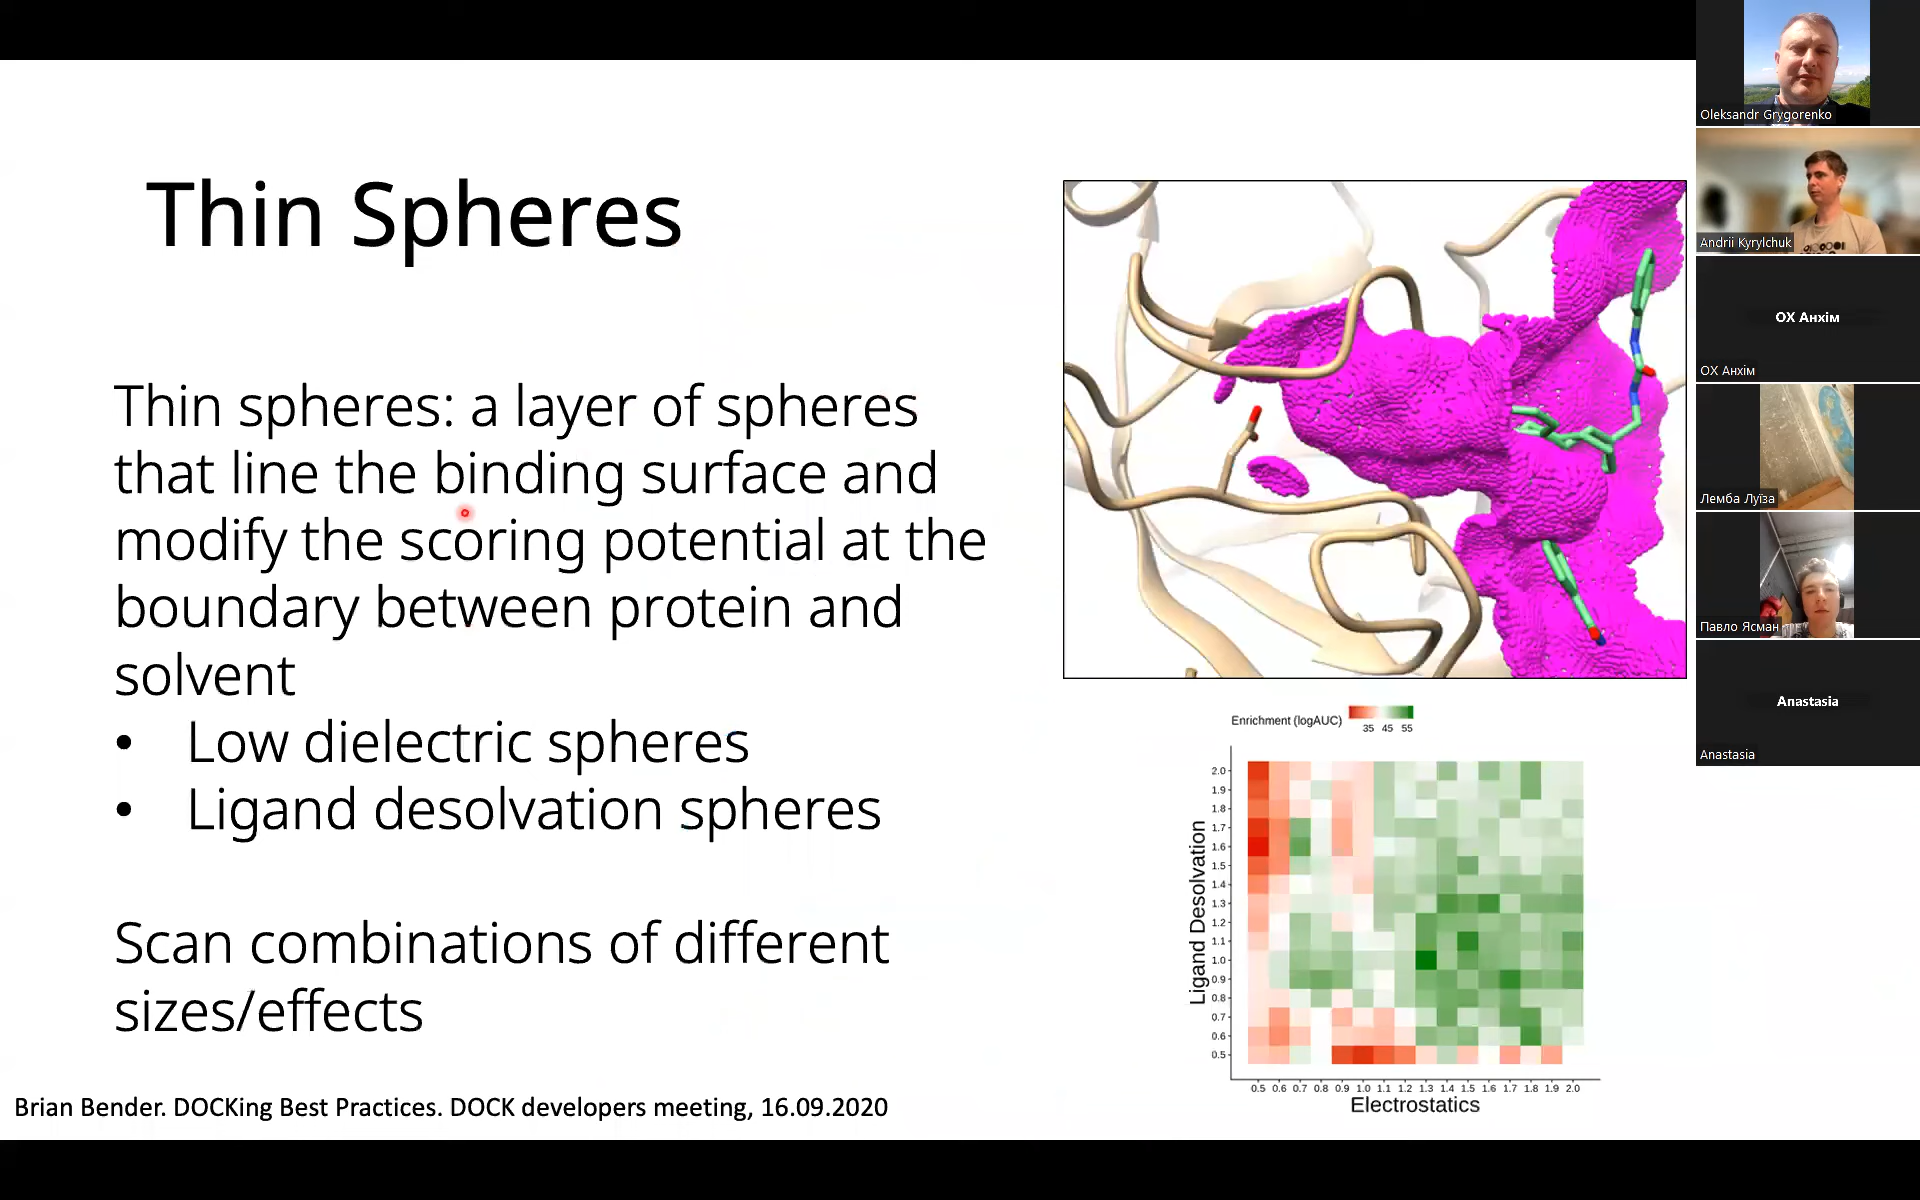 Thin Spheres
Thin spheres: a layer of spheres
that line the binding surface and
modify the scoring potential at the
boundary between protein and
solvent
• Low dielectric spheres
• Ligand desolvation spheres
Scan combinations of different
sizes/effects
Brian Bender. DOCKing Best Practices. DOCK developers meeting, 16.09.2020
Enrichment (logAUC)
35 45 55
Ligand Desolvation
2.0
1.9
1.8
1.7
1.6
1.5
1.4
1.3
1.2
1.1
1.0
0.9
0.8
0.7
0.6
0.5
0.5 0.6 0.7 0.8 0.9 1.0 1.1 1.2 1.3 1.4 1.5 1.6 1.7 1.8 1.9 2.0
Electrostatics
Oleksandr Grygorenko
Andrii Kyrylchuk
ОХ Анхім
ОХ Анхім
Лемба Луїза
Павло Ясман
Anastasia
Anastasia